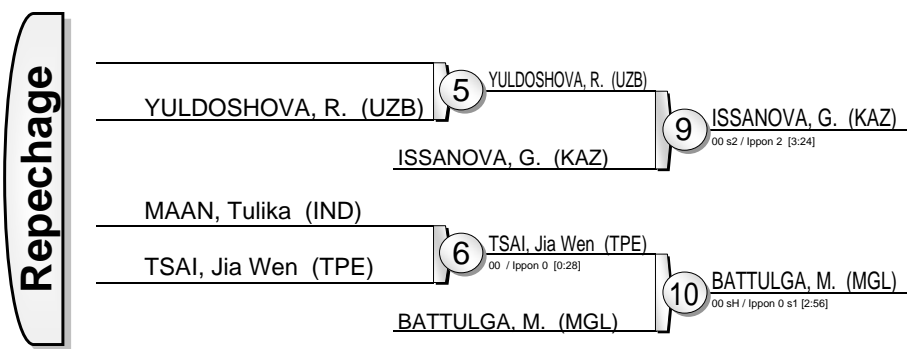 Repechage
YULDOSHOVA, R. (UZB)
5
YULDOSHOVA, R. (UZB)
ISSANOVA, G. (KAZ)
9
ISSANOVA, G. (KAZ)
00 s2 / Ippon 2 [3:24]
MAAN, Tulika (IND)
TSAI, Jia Wen (TPE)
6
TSAI, Jia Wen (TPE)
00 / Ippon 0 [0:28]
BATTULGA, M. (MGL)
10
BATTULGA, M. (MGL)
00 sH / Ippon 0 s1 [2:56]